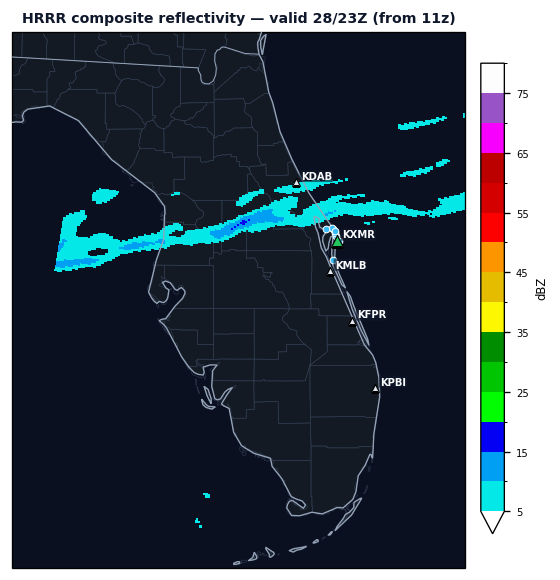 HRRR composite reflectivity — valid 28/23Z (from 11z)
KDAB
KXMR
KMLB
KFPR
KPBI
75
65
55
45
35
25
15
5
dBZ